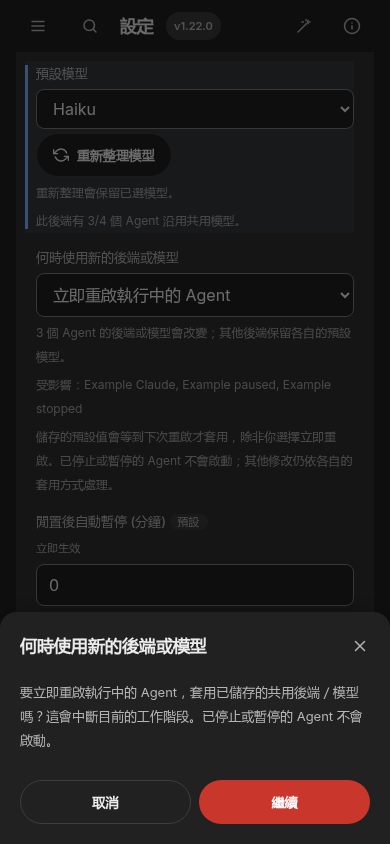 設定
v1.22.0
預設模型
Haiku
重新整理模型
重新整理會保留已選模型。
此後端有 3/4 個 Agent 沿用共用模型。
何時使用新的後端或模型
立即重啟執行中的 Agent
3 個 Agent 的後端或模型會改變；其他後端保留各自的預設
模型。
受影響：Example Claude, Example paused, Example
stopped
儲存的預設值會等到下次重啟才套用，除非你選擇立即重
啟。已停止或暫停的 Agent 不會啟動；其他修改仍依各自的
套用方式處理。
閒置後自動暫停 (分鐘) 預設
立即生效
0
何時使用新的後端或模型
要立即重啟執行中的 Agent，套用已儲存的共用後端 / 模型
嗎？這會中斷目前的工作階段。已停止或暫停的 Agent 不會
啟動。
取消
繼續